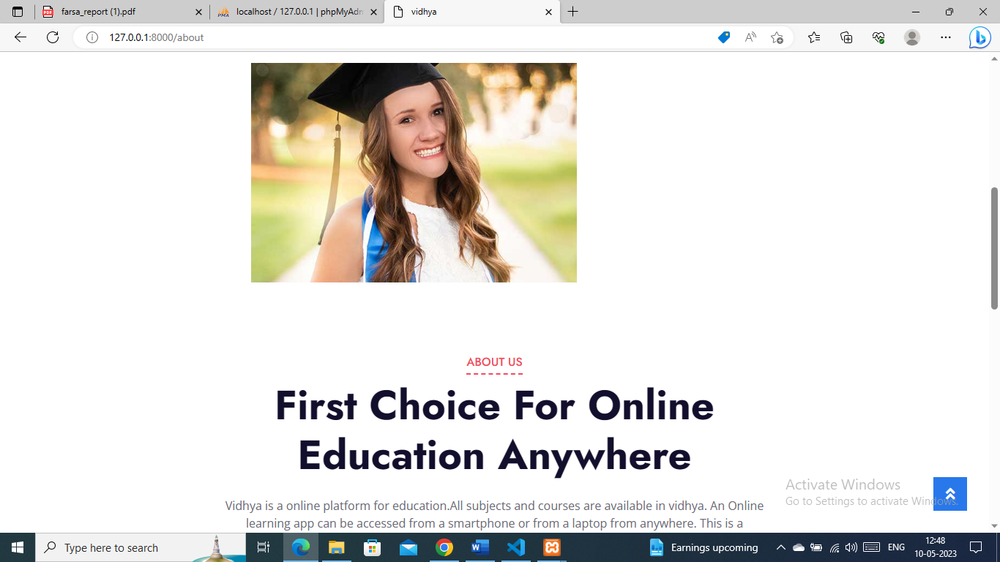 farsa_report (1).pdf
localhost / 127.0.0.1 | phpMyAdm
vidhya
127.0.0.1:8000/about
ABOUT US
First Choice For Online
Education Anywhere
Vidhya is a online platform for education.All subjects and courses are available in vidhya. An Online
learning app can be accessed from a smartphone or from a laptop from anywhere. This is a
Activate Windows
Go to Settings to activate Windows.
Type here to search
Earnings upcoming
ENG
12:48
10-05-2023